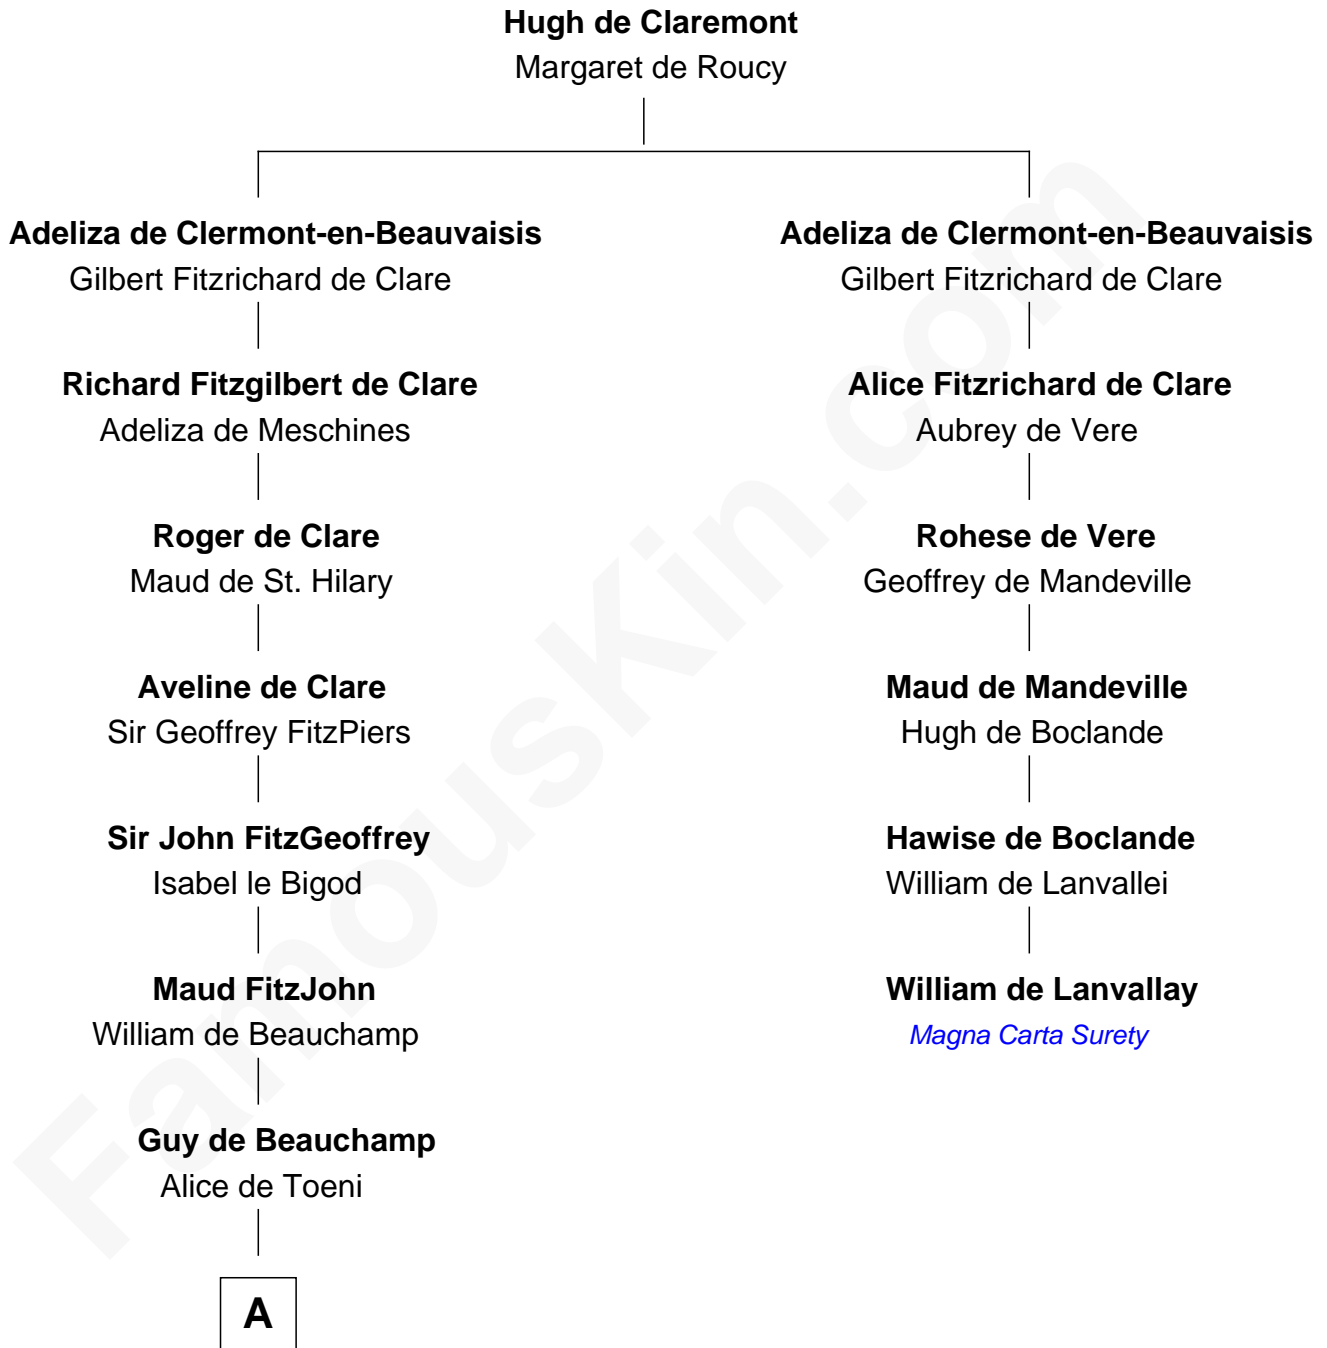 Hugh de Claremont
Margaret de Roucy
Adeliza de Clermont-en-Beauvaisis
Gilbert Fitzrichard de Clare
Richard Fitzgilbert de Clare
Adeliza de Meschines
Roger de Clare
Maud de St. Hilary
Aveline de Clare
Sir Geoffrey FitzPiers
Sir John FitzGeoffrey
Isabel le Bigod
Maud FitzJohn
William de Beauchamp
Guy de Beauchamp
Alice de Toeni
A
Adeliza de Clermont-en-Beauvaisis
Gilbert Fitzrichard de Clare
Alice Fitzrichard de Clare
Aubrey de Vere
Rohese de Vere
Geoffrey de Mandeville
Maud de Mandeville
Hugh de Boclande
Hawise de Boclande
William de Lanvallei
William de Lanvallay
Magna Carta Surety
FamousKin.com